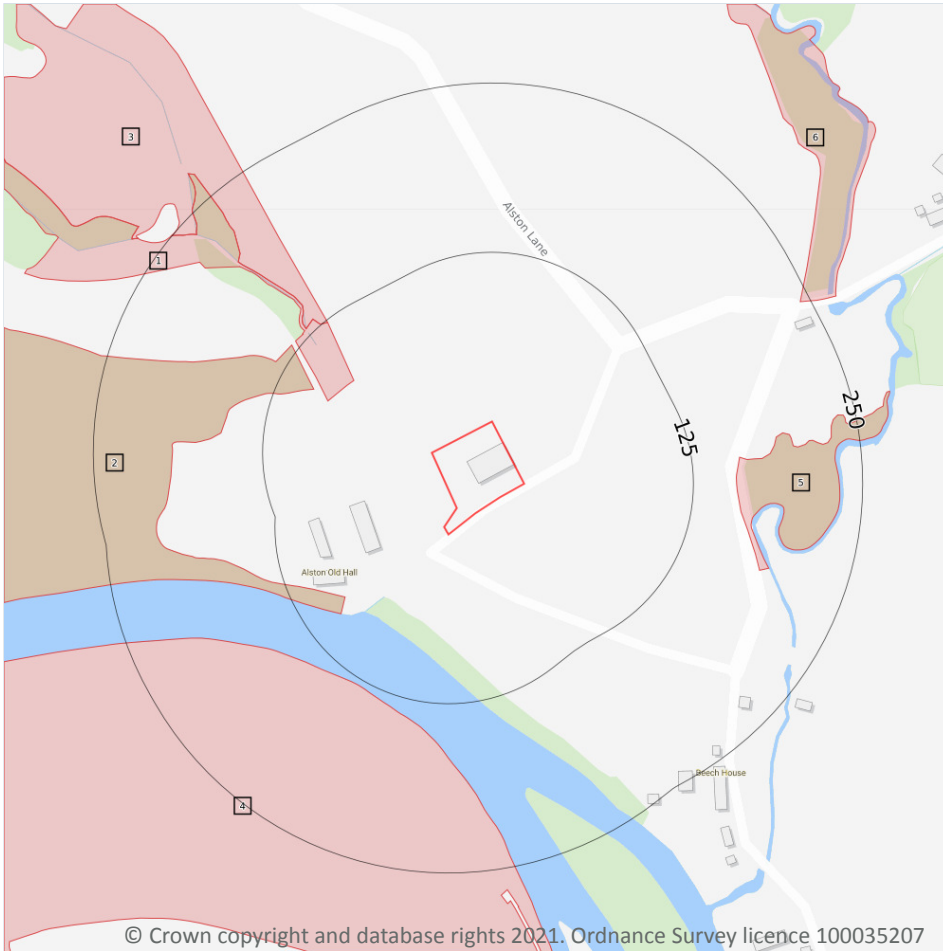 3
6
Alston Lane
1
250
125
2
5
Alston Old Hall
Beech House
4
© Crown copyright and database rights 2021. Ordnance Survey licence 100035207